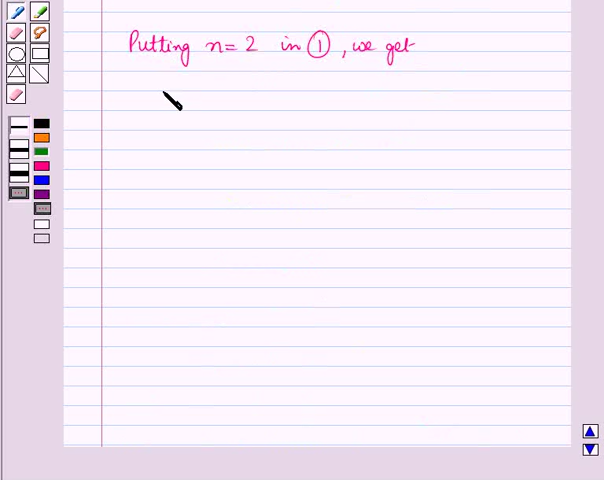 Putting n = 2 in ①, we get